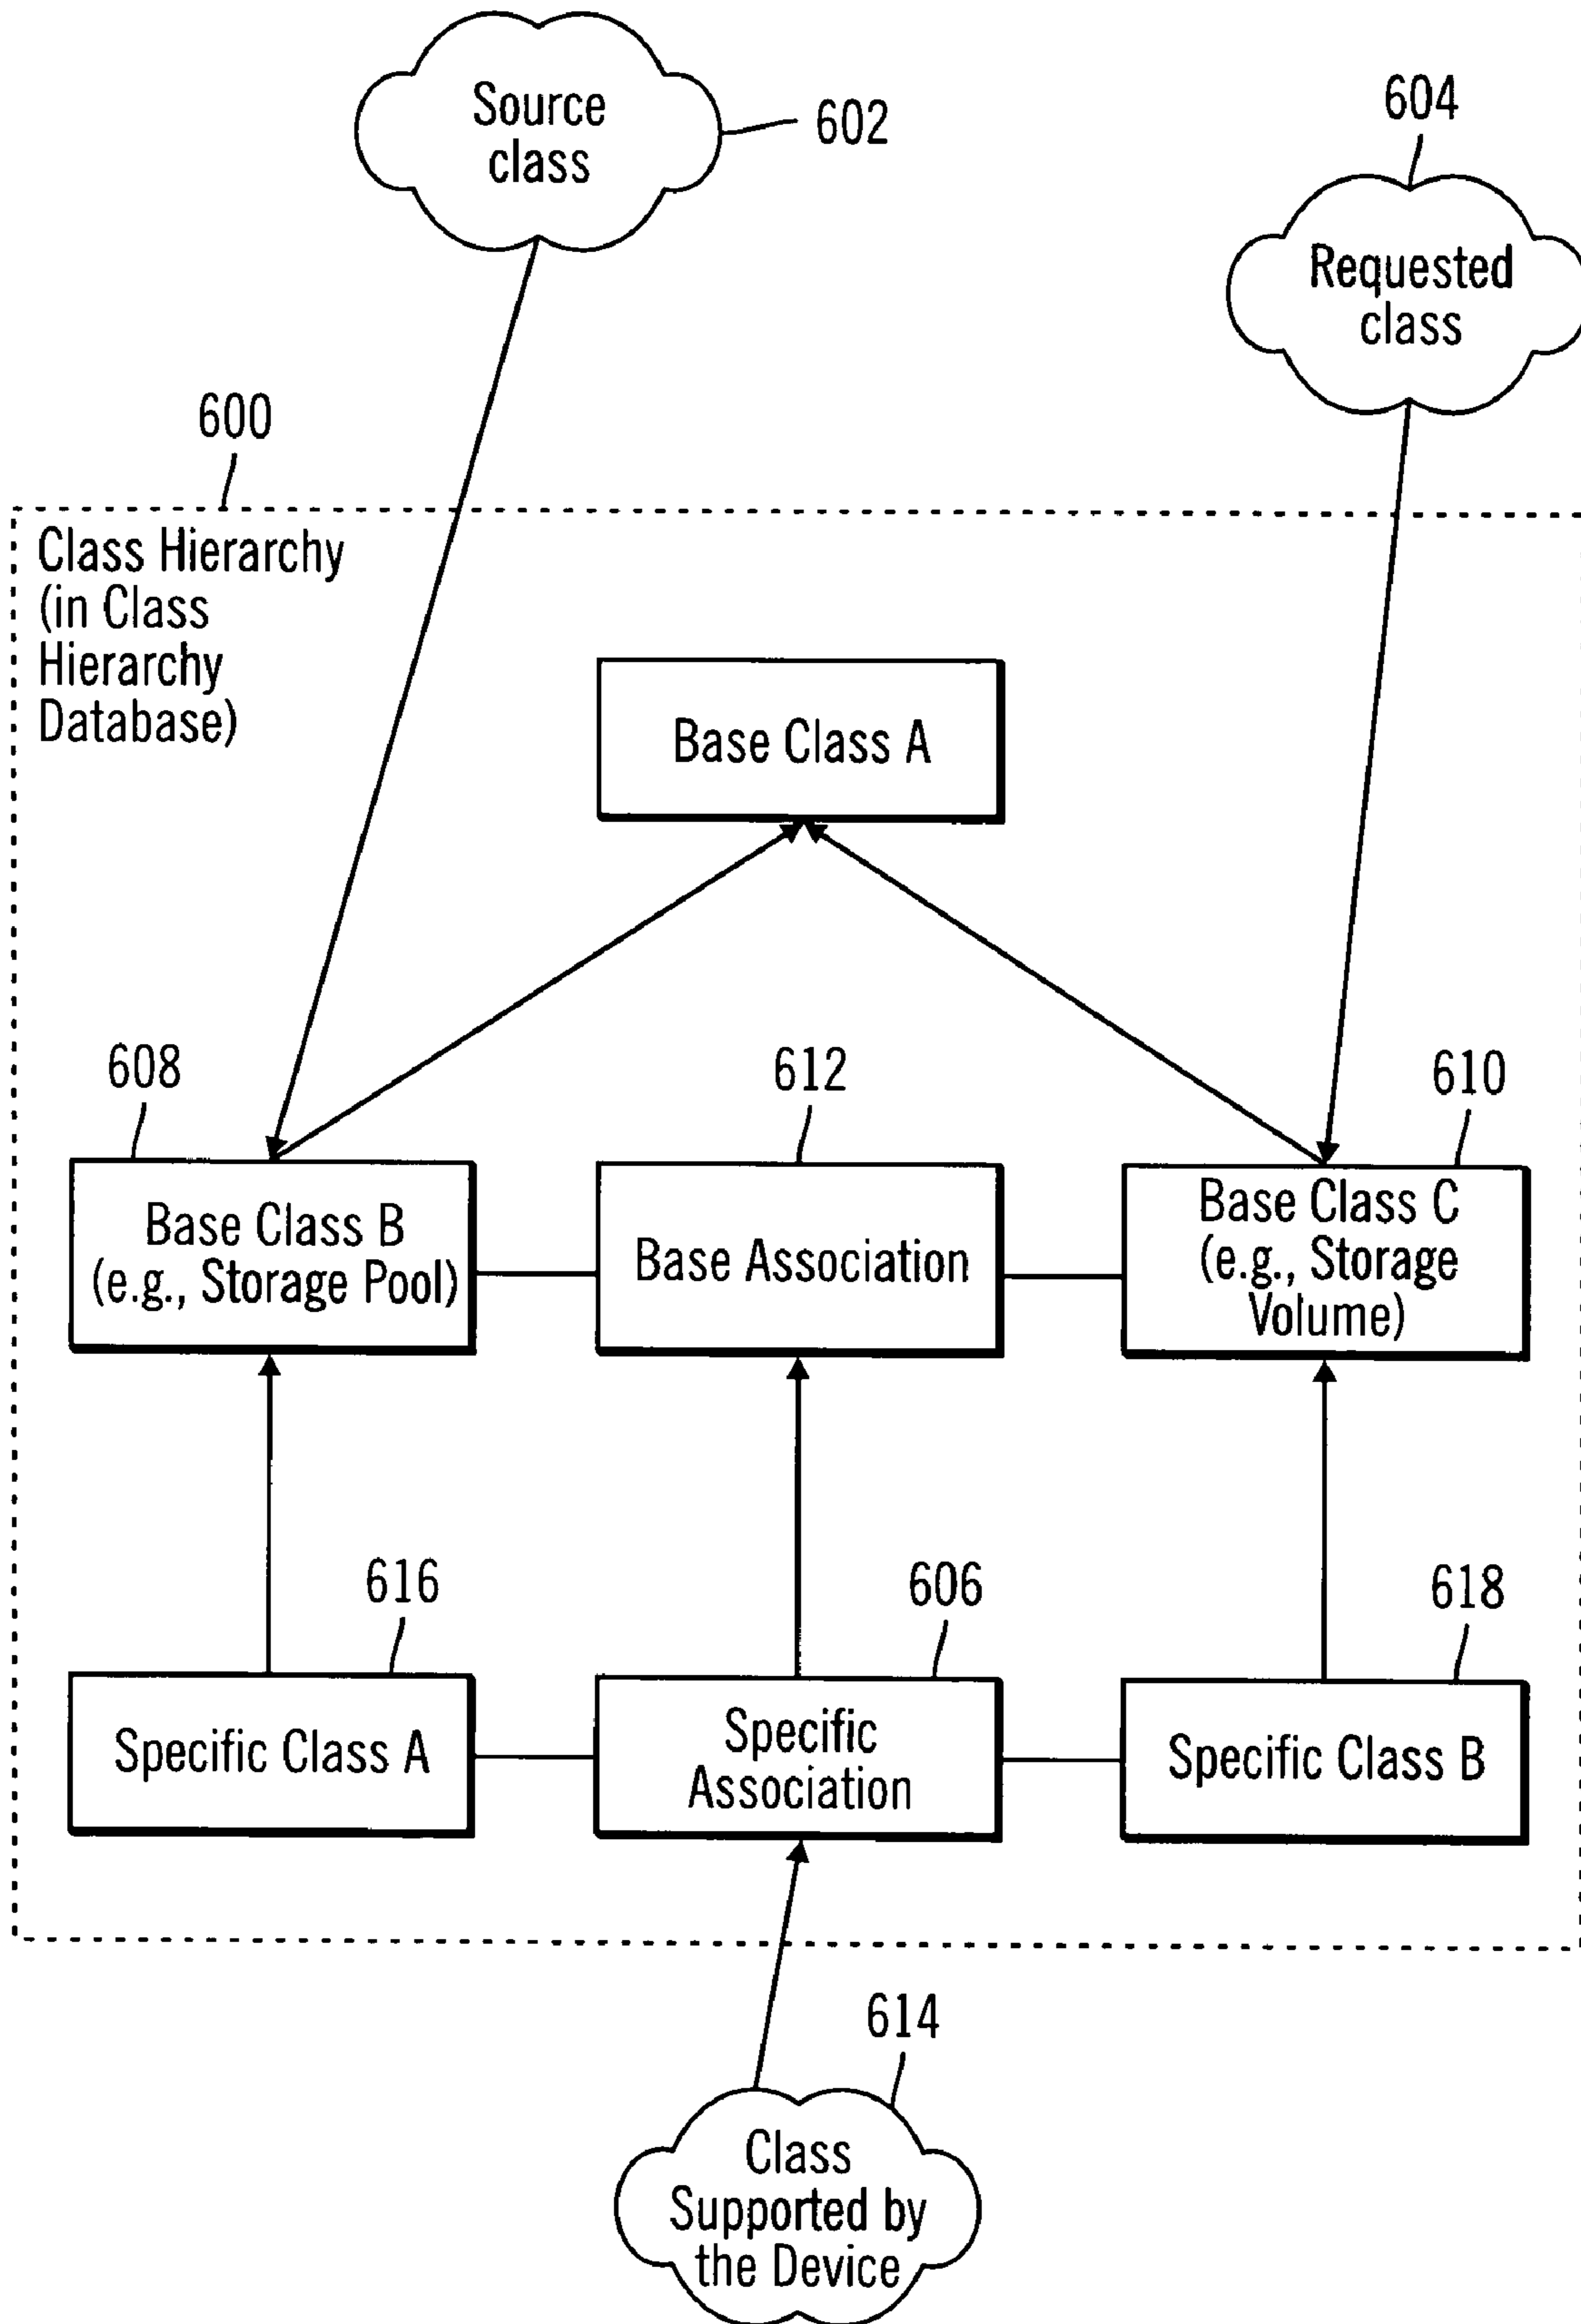 Source
class
602
604
Requested
class
600
Class Hierarchy
(in Class
Hierarchy
Database)
Base Class A
608
612
610
Base Class B
(e.g., Storage Pool)
Base Association
Base Class C
(e.g., Storage
Volume)
616
606
618
Specific Class A
Specific
Association
Specific Class B
614
Class
Supported by
the Device